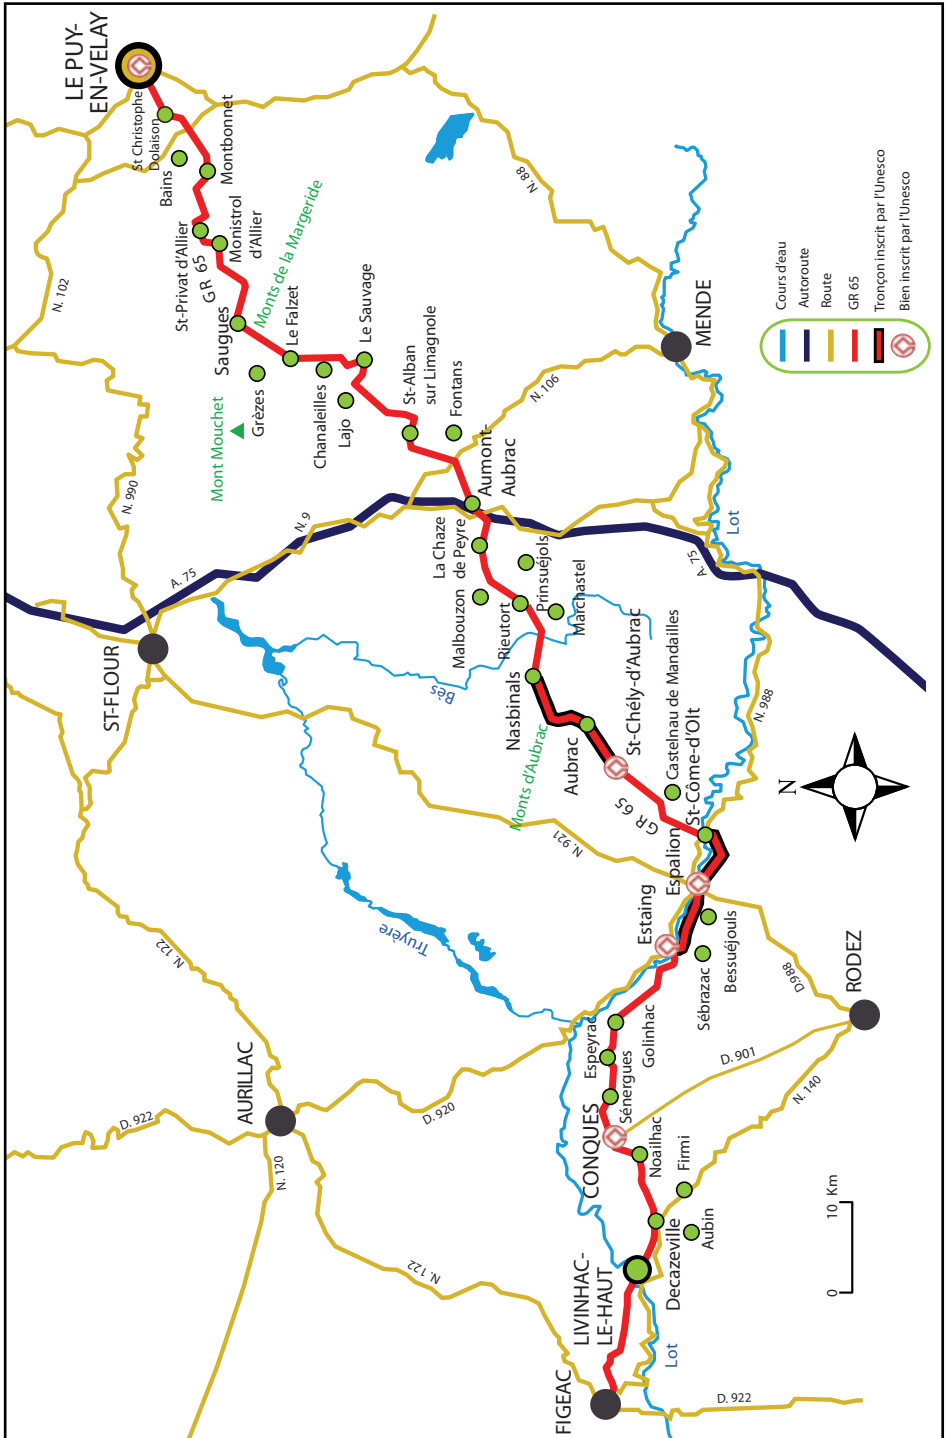 LE PUY-
EN-VELAY
St Christophe
Dolaison
Bains
Montbonnet
St-Privat d'Allier
Monistrol
d'Allier
GR 65
Saugues
Monts de la Margeride
Le Falzet
Le Sauvage
Mont Mouchet
Grèzes
Chanaleilles
Lajo
St-Alban
sur Limagnole
Fontans
Aumont-
Aubrac
N. 102
N. 88
MENDE
N. 990
N. 106
N. 9
A. 75
La Chaze
de Peyre
Malbouzon
Prinsuéjols
Rieutort
Marchastel
A. 75
Lot
ST-FLOUR
Bès
Nasbinals
Monts d'Aubrac
Aubrac
St-Chély-d'Aubrac
GR 65
Castelnau de Mandailles
St-Côme-d'Olt
N. 988
N. 921
Espalion
Estaing
Bessuéjouls
Sébrazac
Truyère
N. 122
D. 988
RODEZ
Golinhac
Espeyrac
Sénergues
CONQUES
Noailhac
D. 901
N. 140
AURILLAC
D. 922
D. 920
N. 120
N. 122
Firmi
Aubin
Decazeville
LIVINHAC-
LE-HAUT
FIGEAC
Lot
D. 922
N
0
10 Km
Cours d'eau
Autoroute
Route
GR 65
Tronçon inscrit par l'Unesco
Bien inscrit par l'Unesco